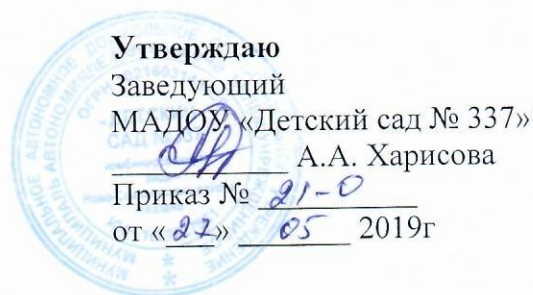 Утверждаю
Заведующий
МАДОУ «Детский сад № 337»
А.А. Харисова
Приказ № 21-О
от «27» 05 2019г